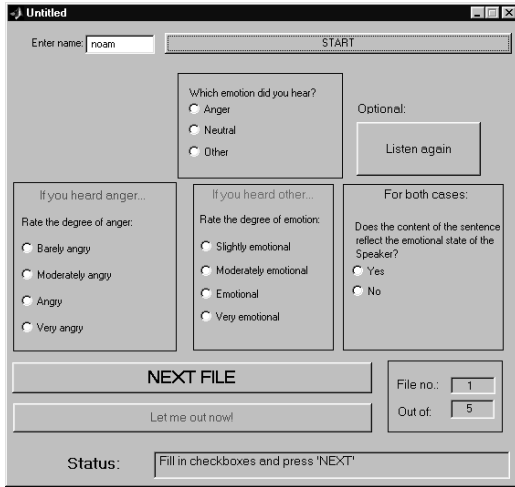 Untitled
Enter name: noam
START
Which emotion did you hear?
Anger
Neutral
Other
Optional:
Listen again
If you heard anger...
Rate the degree of anger:
Barely angry
Moderately angry
Angry
Very angry
If you heard other...
Rate the degree of emotion:
Slightly emotional
Moderately emotional
Emotional
Very emotional
For both cases:
Does the content of the sentence
reflect the emotional state of the
Speaker?
Yes
No
NEXT FILE
Let me out now!
File no.: 1
Out of: 5
Status: Fill in checkboxes and press 'NEXT'